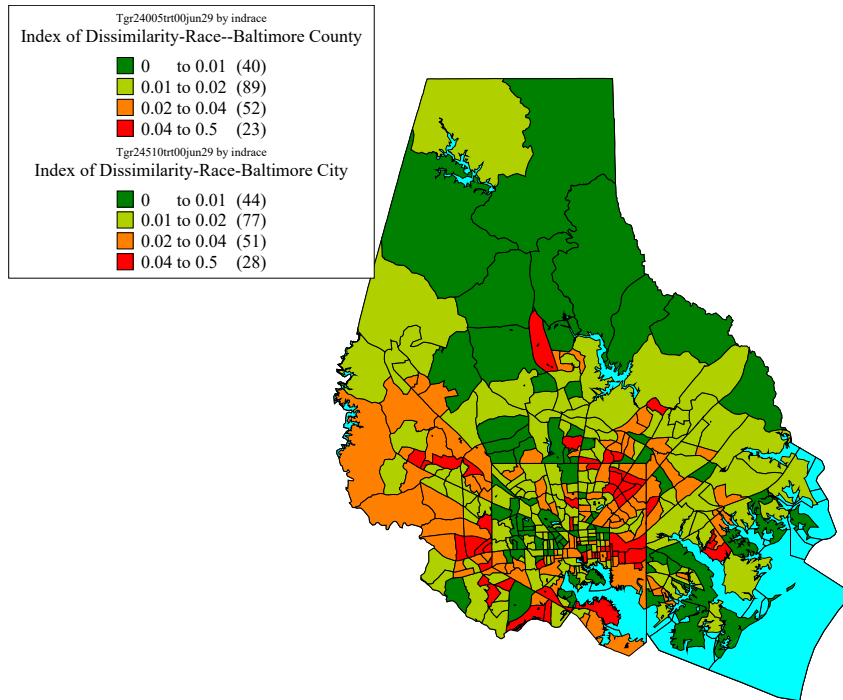 Tgr24005trt00jun29 by indrace
Index of Dissimilarity-Race--Baltimore County
0 to 0.01 (40)
0.01 to 0.02 (89)
0.02 to 0.04 (52)
0.04 to 0.5 (23)
Tgr24510trt00jun29 by indrace
Index of Dissimilarity-Race-Baltimore City
0 to 0.01 (44)
0.01 to 0.02 (77)
0.02 to 0.04 (51)
0.04 to 0.5 (28)